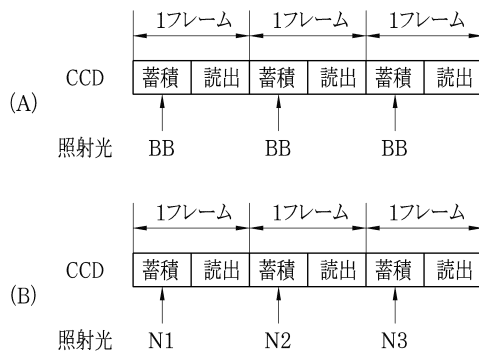 1フレーム 1フレーム 1フレーム
CCD 蓄積 読出 蓄積 読出 蓄積 読出
(A)
照射光 BB BB BB
1フレーム 1フレーム 1フレーム
CCD 蓄積 読出 蓄積 読出 蓄積 読出
(B)
照射光 N1 N2 N3